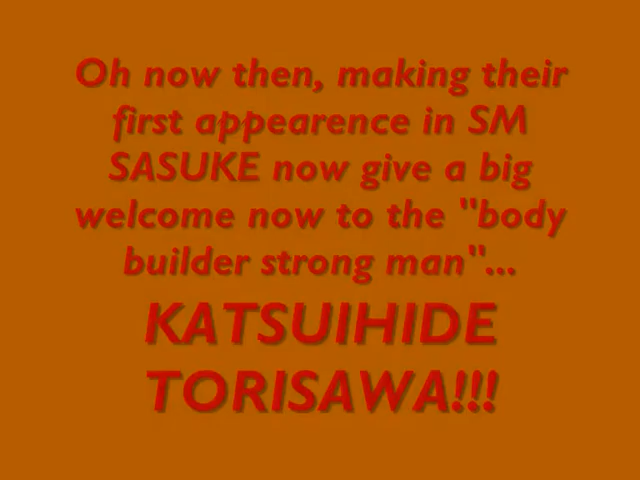 Oh now then, making their
first appearence in SM
SASUKE now give a big
welcome now to the "body
builder strong man"...
KATSUIHIDE
TORISAWA!!!